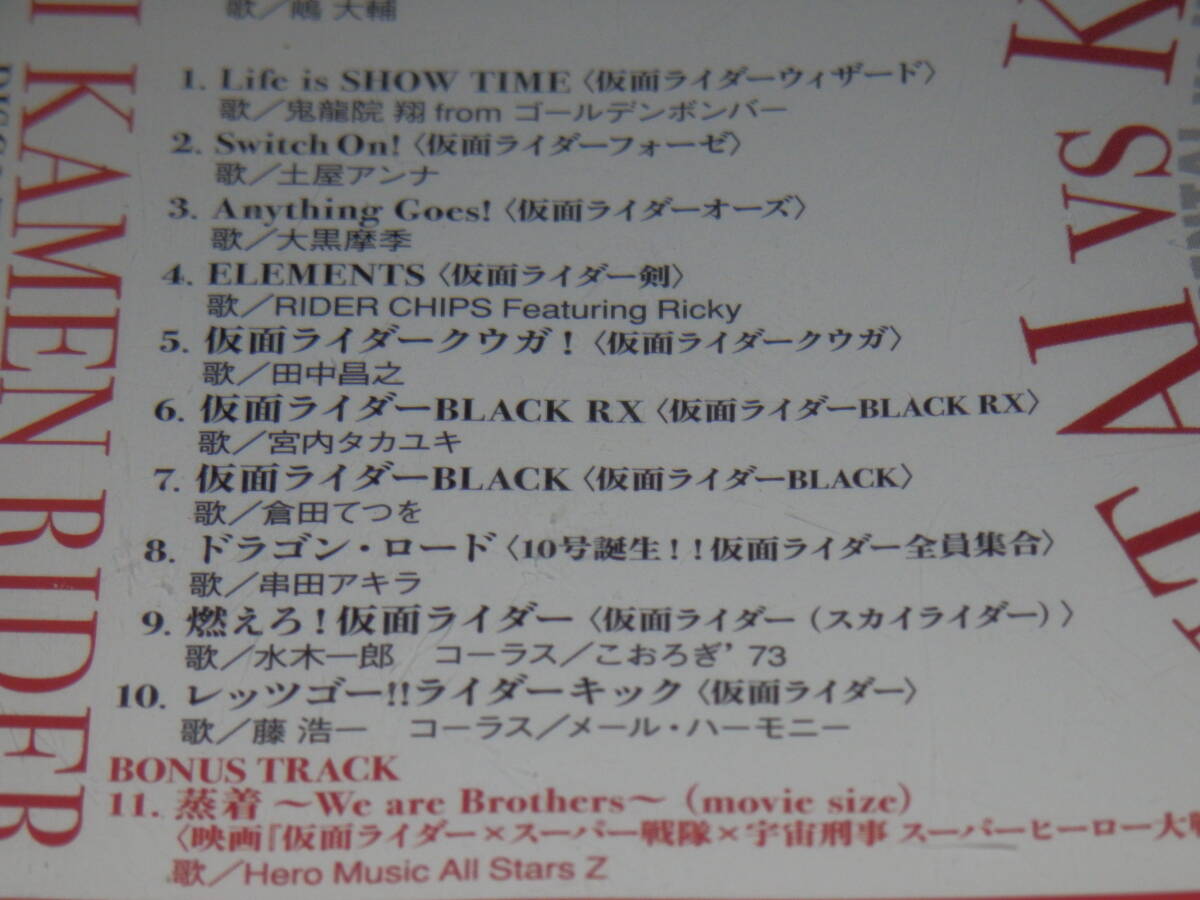 歌／嶋 大輔
1. Life is SHOW TIME〈仮面ライダーウィザード〉
歌／鬼龍院 翔 from ゴールデンボンバー
2. Switch On!〈仮面ライダーフォーゼ〉
歌／土屋アンナ
3. Anything Goes!〈仮面ライダーオーズ〉
歌／大黒摩季
4. ELEMENTS〈仮面ライダー剣〉
歌／RIDER CHIPS Featuring Ricky
5. 仮面ライダークウガ！〈仮面ライダークウガ〉
歌／田中昌之
6. 仮面ライダーBLACK RX〈仮面ライダーBLACK RX〉
歌／宮内タカユキ
7. 仮面ライダーBLACK〈仮面ライダーBLACK〉
歌／倉田てつを
8. ドラゴン・ロード〈10号誕生！！仮面ライダー全員集合〉
歌／串田アキラ
9. 燃えろ！仮面ライダー〈仮面ライダー（スカイライダー）〉
歌／水木一郎　コーラス／こおろぎ’73
10. レッツゴー!!ライダーキック〈仮面ライダー〉
歌／藤 浩一　コーラス／メール・ハーモニー
BONUS TRACK
11. 蒸着 〜We are Brothers〜（movie size）
〈映画『仮面ライダー×スーパー戦隊×宇宙刑事 スーパーヒーロー大戦
歌／Hero Music All Stars Z
KAMEN RIDER